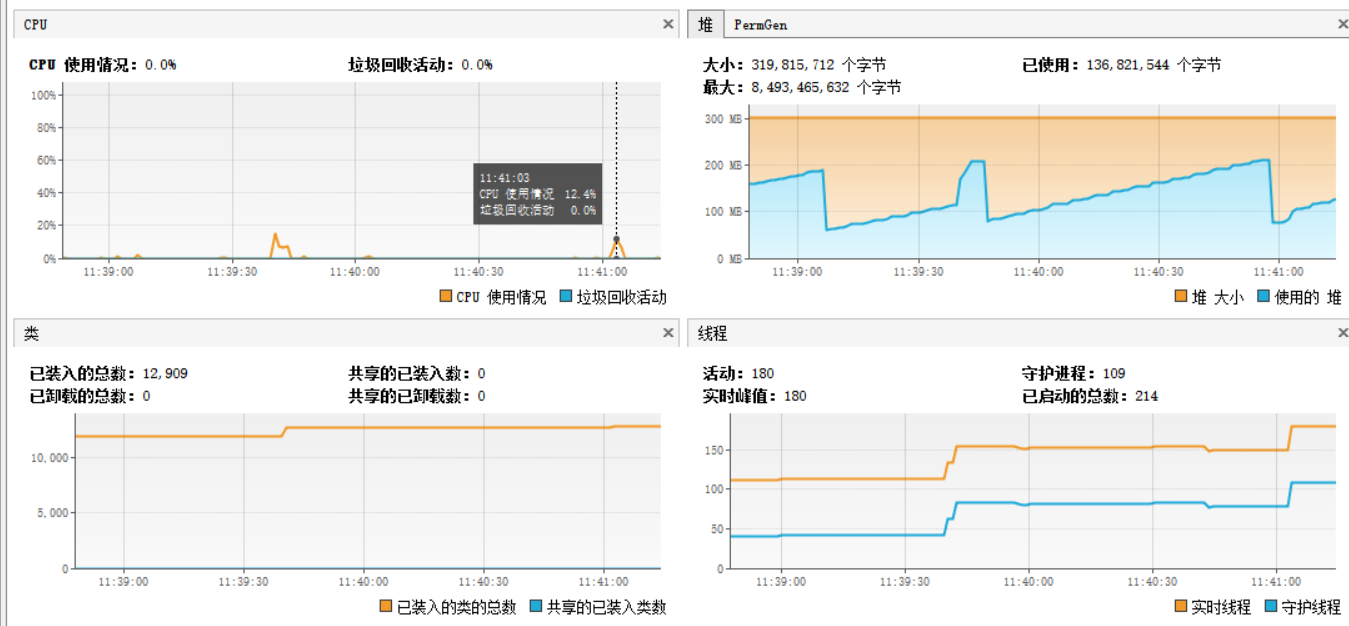 CPU
CPU 使用情况：0.0% 垃圾回收活动：0.0%
100%
80%
60%
40%
20%
0%
11:41:03
CPU 使用情况 12.4%
垃圾回收活动 0.0%
11:39:00 11:39:30 11:40:00 11:40:30 11:41:00
CPU 使用情况 垃圾回收活动
堆 PermGen
大小：319,815,712 个字节 已使用：136,821,544 个字节
最大：8,493,465,632 个字节
300 MB
200 MB
100 MB
0 MB
11:39:00 11:39:30 11:40:00 11:40:30 11:41:00
堆 大小 使用的 堆
类
已装入的总数：12,909 共享的已装入数：0
已卸载的总数：0 共享的已卸载数：0
10,000
5,000
0
11:39:00 11:39:30 11:40:00 11:40:30 11:41:00
已装入的类的总数 共享的已装入类数
线程
活动：180 守护进程：109
实时峰值：180 已启动的总数：214
150
100
50
0
11:39:00 11:39:30 11:40:00 11:40:30 11:41:00
实时线程 守护线程